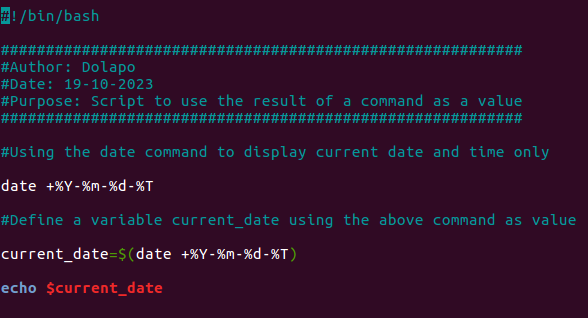 #!/bin/bash
##########################################################
#Author: Dolapo
#Date: 19-10-2023
#Purpose: Script to use the result of a command as a value
##########################################################
#Using the date command to display current date and time only
date +%Y-%m-%d-%T
#Define a variable current_date using the above command as value
current_date=$(date +%Y-%m-%d-%T)
echo $current_date